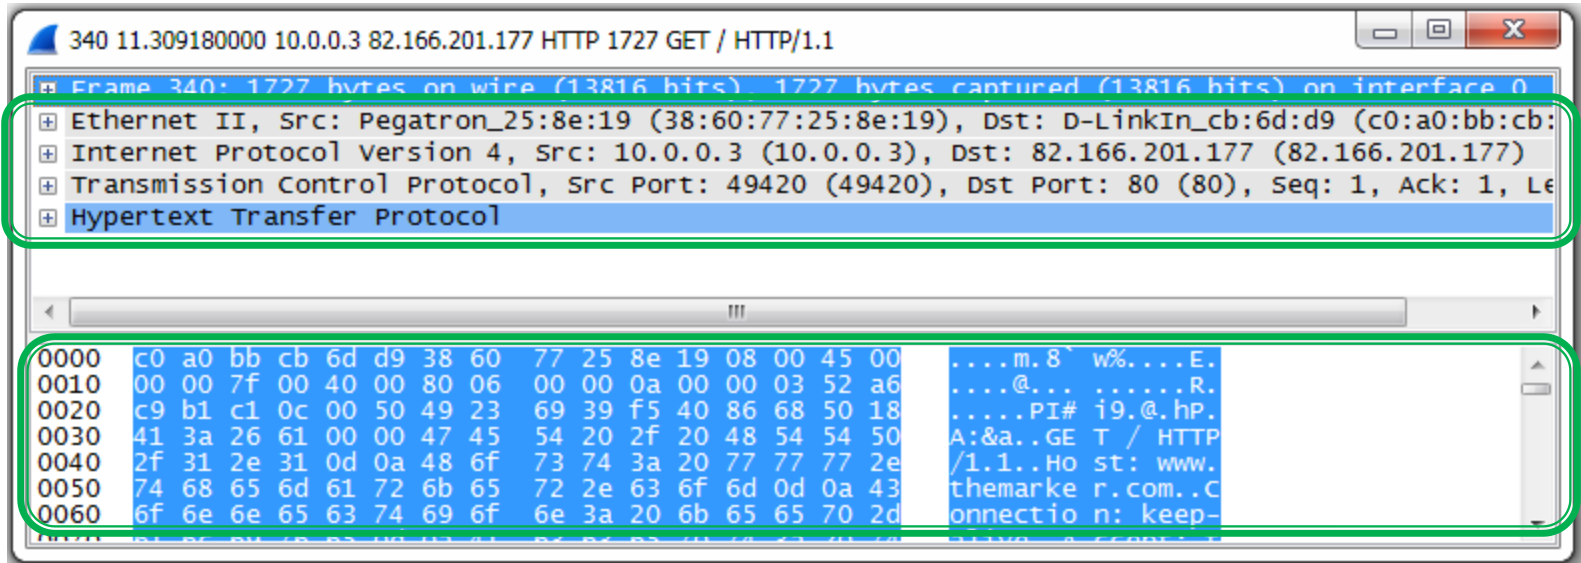 340 11.309180000 10.0.0.3 82.166.201.177 HTTP 1727 GET / HTTP/1.1
Frame 340: 1727 bytes on wire (13816 bits), 1727 bytes captured (13816 bits) on interface 0
Ethernet II, Src: Pegatron_25:8e:19 (38:60:77:25:8e:19), Dst: D-LinkIn_cb:6d:d9 (c0:a0:bb:cb:
Internet Protocol Version 4, Src: 10.0.0.3 (10.0.0.3), Dst: 82.166.201.177 (82.166.201.177)
Transmission Control Protocol, Src Port: 49420 (49420), Dst Port: 80 (80), Seq: 1, Ack: 1, Le
Hypertext Transfer Protocol
0000 c0 a0 bb cb 6d d9 38 60 77 25 8e 19 08 00 45 00 ....m.8` w%....E.
0010 00 00 7f 00 40 00 80 06 00 00 0a 00 00 03 52 a6 ....@... ......R.
0020 c9 b1 c1 0c 00 50 49 23 69 39 f5 40 86 68 50 18 .....PI# i9.@.hP.
0030 41 3a 26 61 00 00 47 45 54 20 2f 20 48 54 54 50 A:&a..GE T / HTTP
0040 2f 31 2e 31 0d 0a 48 6f 73 74 3a 20 77 77 77 2e /1.1..Ho st: www.
0050 74 68 65 6d 61 72 6b 65 72 2e 63 6f 6d 0d 0a 43 themarke r.com..C
0060 6f 6e 6e 65 63 74 69 6f 6e 3a 20 6b 65 65 70 2d onnectio n: keep-